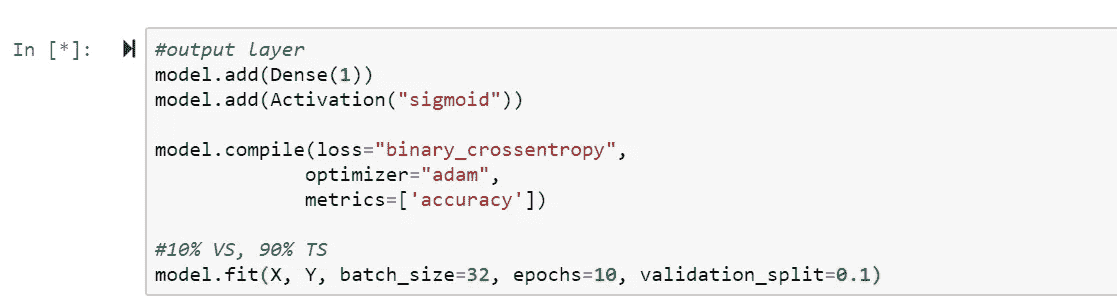 In [*]:
#output layer
model.add(Dense(1))
model.add(Activation("sigmoid"))
model.compile(loss="binary_crossentropy",
optimizer="adam",
metrics=['accuracy'])
#10% VS, 90% TS
model.fit(X, Y, batch_size=32, epochs=10, validation_split=0.1)